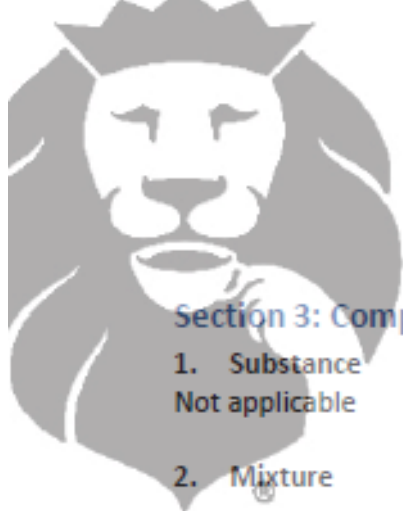 Section 3: Comp
1. Substance
Not applicable
2. Mixture
®